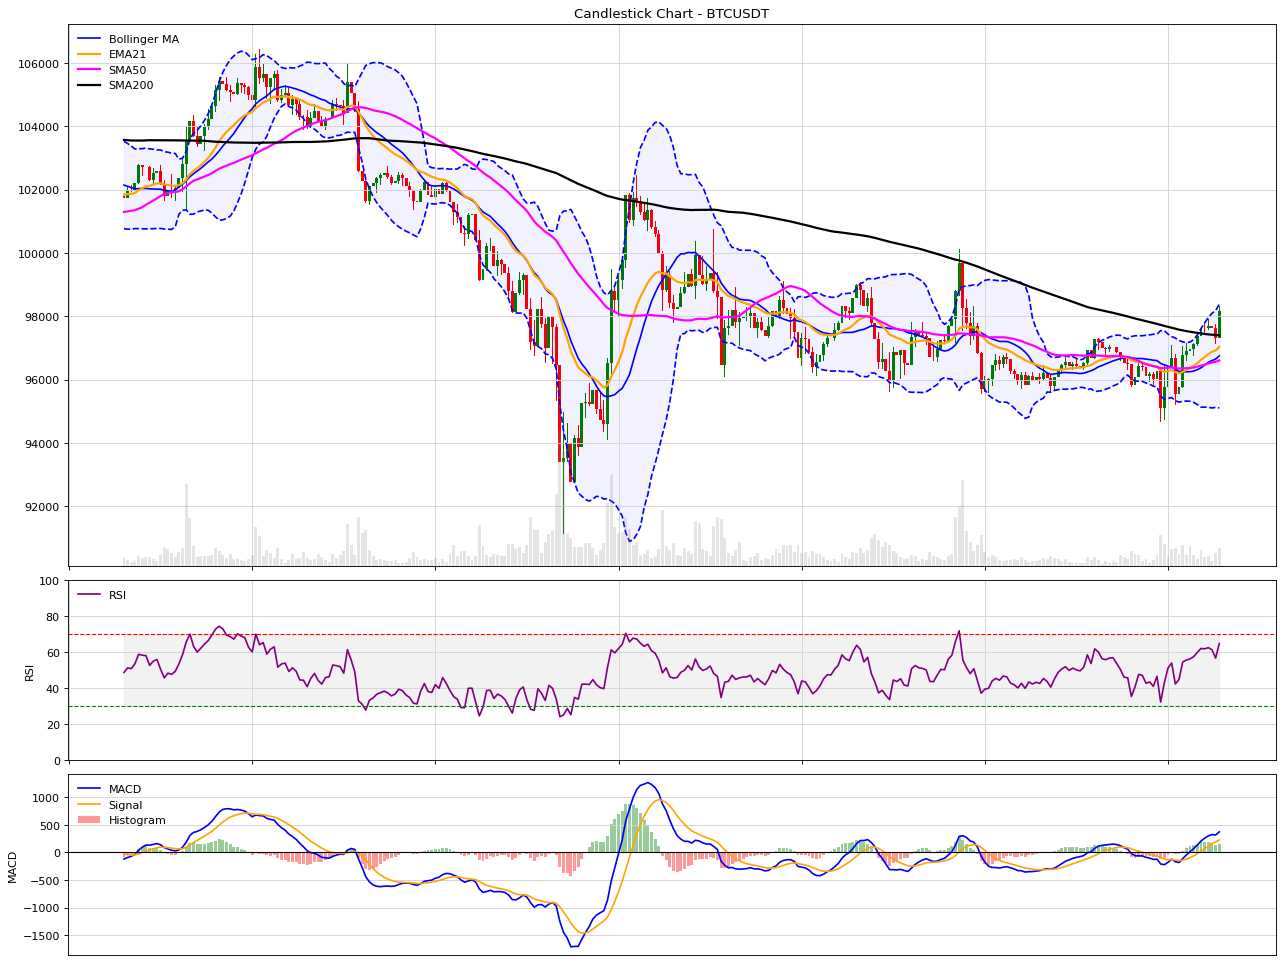 Candlestick Chart - BTCUSDT
Bollinger MA
EMA21
SMA50
SMA200
106000
104000
102000
100000
98000
96000
94000
92000
RSI
100
80
60
40
20
0
RSI
MACD
Signal
Histogram
1000
500
0
−500
−1000
−1500
MACD